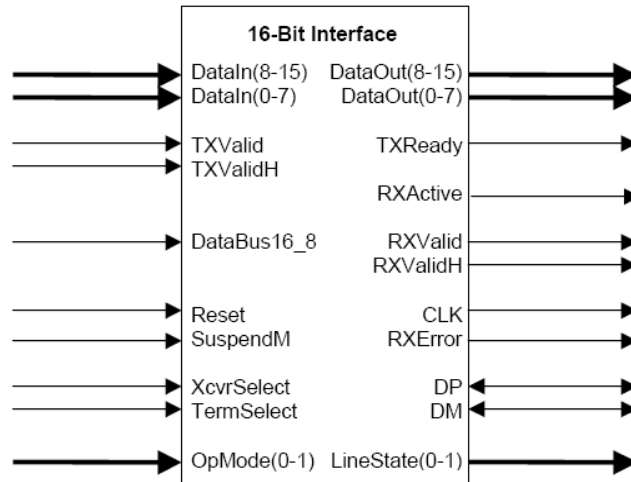 16-Bit Interface
DataIn(8-15) DataOut(8-15)
DataIn(0-7) DataOut(0-7)
TXValid TXReady
TXValidH
RXActive
DataBus16_8 RXValid
RXValidH
Reset CLK
SuspendM RXError
XcvrSelect DP
TermSelect DM
OpMode(0-1) LineState(0-1)